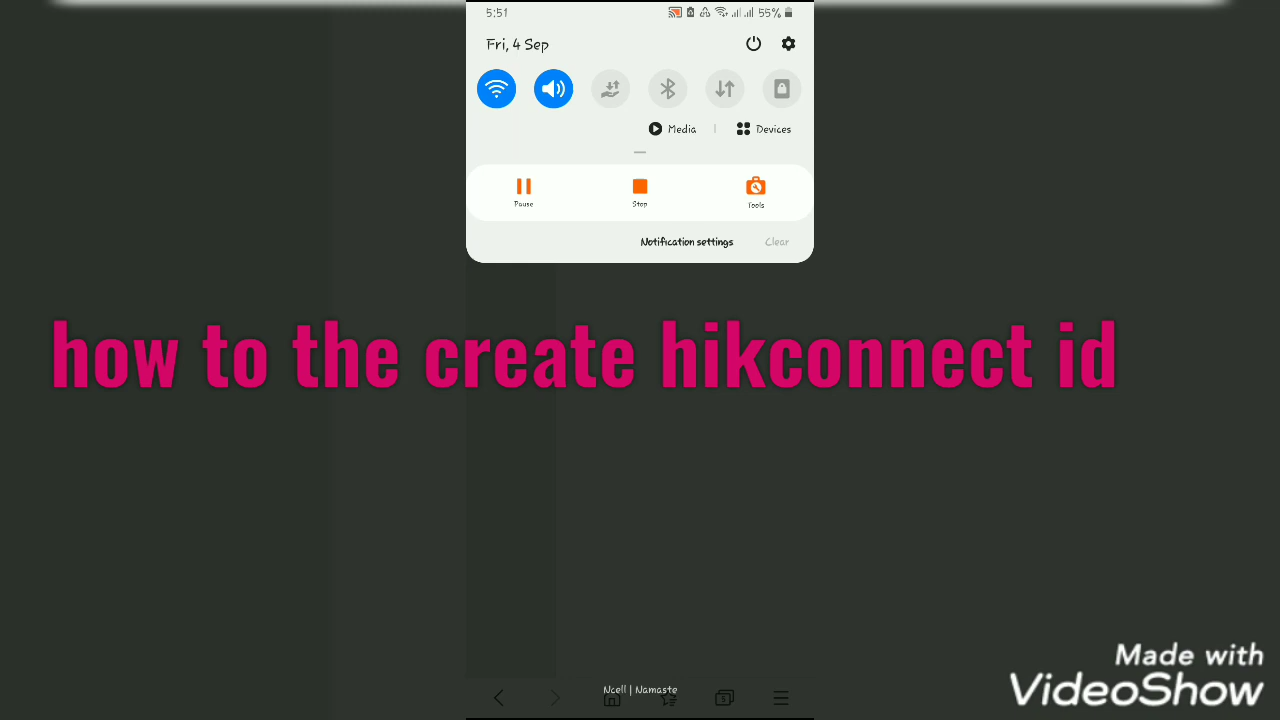 5:51
55%
Fri, 4 Sep
Media | Devices
Pause Stop Tools
Notification settings Clear
how to the create hikconnect id
Made with
VideoShow
Ncell | Namaste
5